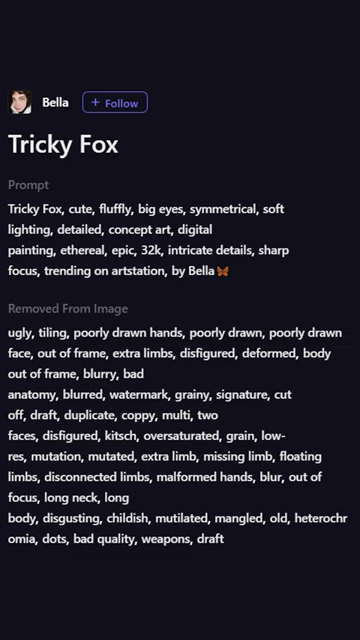 Bella
+ Follow
Tricky Fox
Prompt
Tricky Fox, cute, fluffly, big eyes, symmetrical, soft
lighting, detailed, concept art, digital
painting, ethereal, epic, 32k, intricate details, sharp
focus, trending on artstation, by Bella🦋
Removed From Image
ugly, tiling, poorly drawn hands, poorly drawn, poorly drawn
face, out of frame, extra limbs, disfigured, deformed, body
out of frame, blurry, bad
anatomy, blurred, watermark, grainy, signature, cut
off, draft, duplicate, coppy, multi, two
faces, disfigured, kitsch, oversaturated, grain, low-
res, mutation, mutated, extra limb, missing limb, floating
limbs, disconnected limbs, malformed hands, blur, out of
focus, long neck, long
body, disgusting, childish, mutilated, mangled, old, heterochr
omia, dots, bad quality, weapons, draft